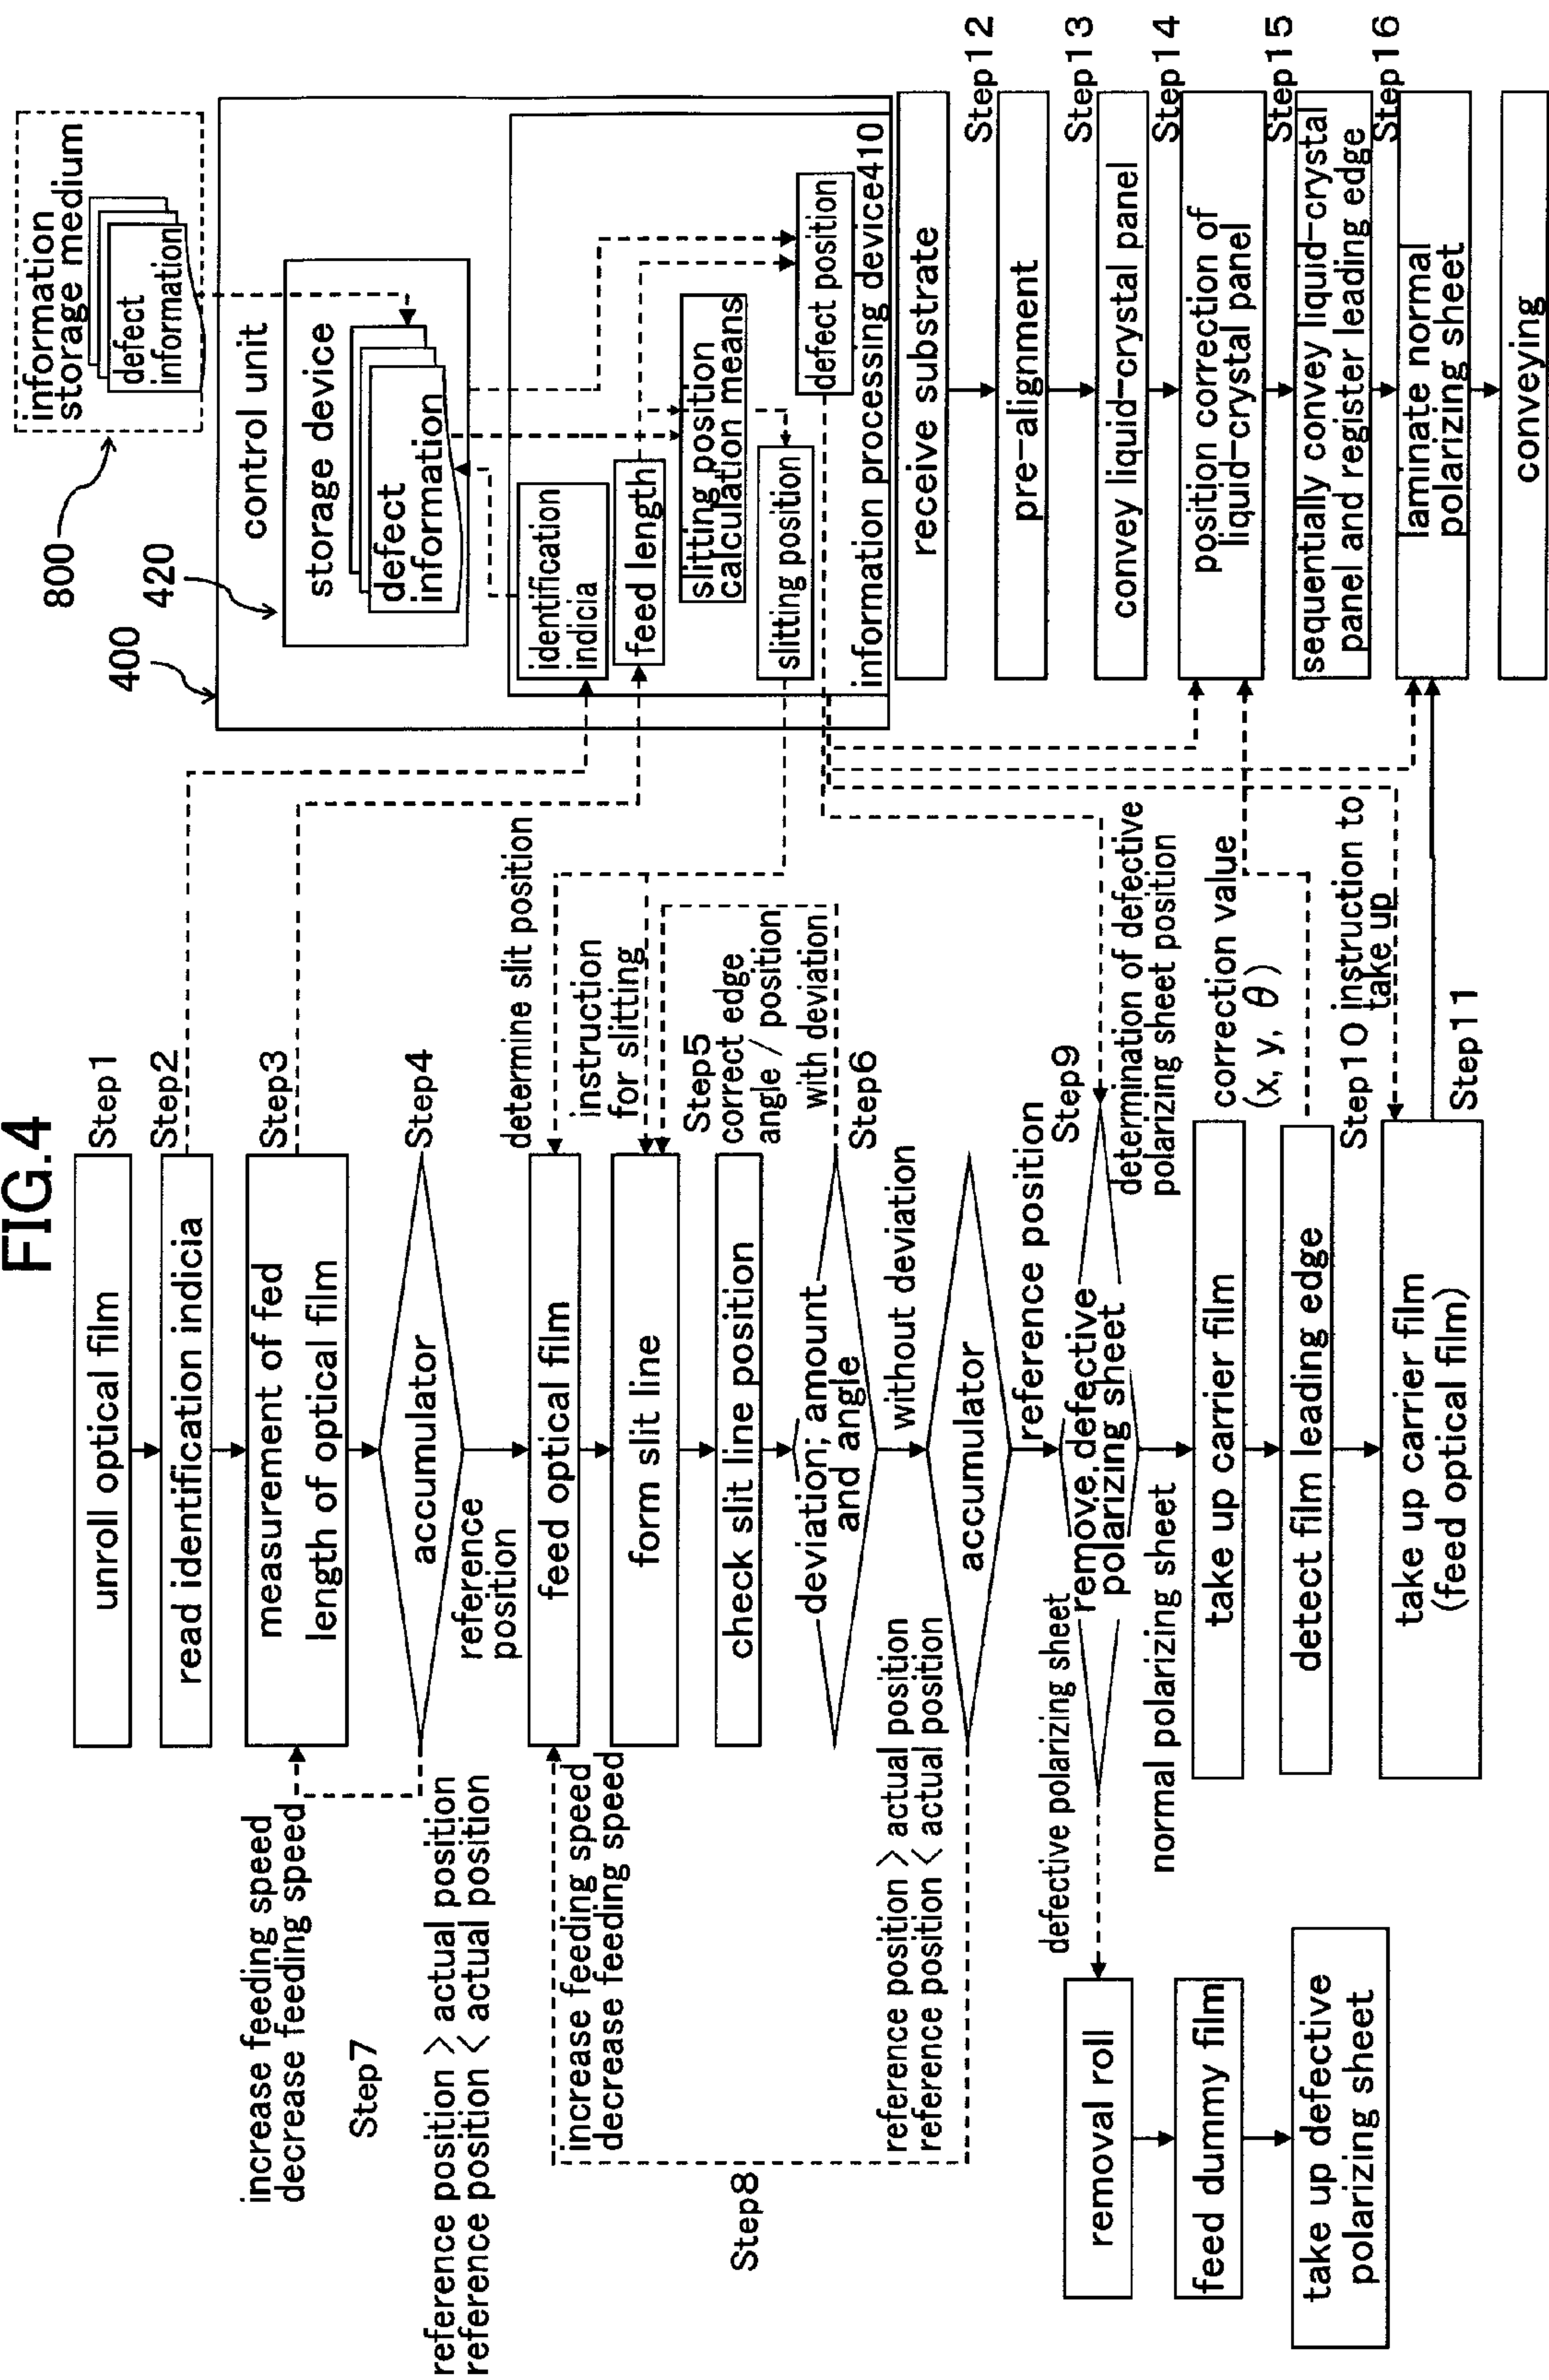 FIG.4
Step1
unroll optical film
Step2
read identification indicia
Step3
measurement of fed
length of optical film
increase feeding speed
decrease feeding speed
Step7
Step4
accumulator
reference position > actual position
reference position < actual position
reference
position
determine slit position
feed optical film
increase feeding speed
decrease feeding speed
Step8
instruction
for slitting
form slit line
Step5
check slit line position
correct edge
angle / position
with deviation
Step6
deviation; amount
and angle
without deviation
accumulator
reference position > actual position
reference position < actual position
reference position
Step9
remove defective
polarizing sheet
defective polarizing sheet
normal polarizing sheet
determination of defective
polarizing sheet position
removal roll
feed dummy film
take up defective
polarizing sheet
take up carrier film
correction value
(x, y, θ)
detect film leading edge
Step10 instruction to
take up
take up carrier film
(feed optical film)
Step11
800
information
storage medium
defect
information
400
control unit
420
storage device
defect
information
identification
indicia
feed length
slitting position
calculation means
slitting position
defect position
information processing device410
receive substrate
Step12
pre-alignment
Step13
convey liquid-crystal panel
Step14
position correction of
liquid-crystal panel
Step15
sequentially convey liquid-crystal
panel and register leading edge
Step16
laminate normal
polarizing sheet
conveying